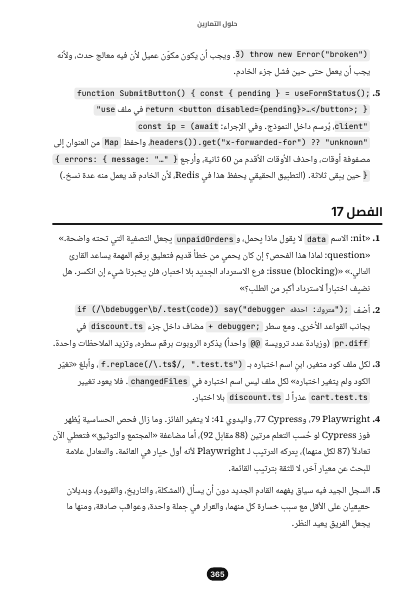 حلول التمارين
3) throw new Error("broken"). ويجب أن يكون مكوّن عميل لأن فيه معالج حدث، ولأنه
يجب أن يعمل حتى حين فشل جزء الخادم.
5. function SubmitButton() { const { pending } = useFormStatus();
return <button disabled={pending}>…</button>; } في ملف "use
client"، يُرسم داخل النموذج. وفي الإجراء: const ip = (await
headers()).get("x-forwarded-for") ?? "unknown"، واحفظ Map من العنوان إلى
مصفوفة أوقات، واحذف الأوقات الأقدم من 60 ثانية، وأرجع { errors: { message: "…" }
} حين يبقى ثلاثة. (التطبيق الحقيقي يحفظ هذا في Redis، لأن الخادم قد يعمل منه عدة نسخ.)
الفصل 17
1. «nit: الاسم data لا يقول ماذا يحمل، و unpaidOrders يجعل التصفية التي تحته واضحة.»
«question: لماذا هذا الفحص؟ إن كان يحمي من خطأ قديم فتعليق برقم المهمة يساعد القارئ
التالي.» «issue (blocking): فرع الاسترداد الجديد بلا اختبار، فلن يخبرنا شيء إن انكسر. هل
نضيف اختباراً لاسترداد أكبر من الطلب؟»
2. أضف if (/\bdebugger\b/.test(code)) say("debugger متروك: احذفه");
بجانب القواعد الأخرى. ومع سطر + debugger; مضاف داخل جزء discount.ts في
pr.diff (وزيادة عدد ترويسة @@ واحداً) يذكره الروبوت برقم سطره، وتزيد الملاحظات واحدة.
3. لكل ملف كود متغير، ابنِ اسم اختباره بـ f.replace(/\.ts$/, ".test.ts")، وأبلغ «تغيّر
الكود ولم يتغير اختباره» لكل ملف ليس اسم اختباره في changedFiles. فلا يعود تغيير
cart.test.ts عذراً لـ discount.ts بلا اختبار.
4. Playwright 79، وCypress 77، واليدوي 41: لا يتغير الفائز. وما زال فحص الحساسية يُظهر
فوز Cypress لو حُسب التعلم مرتين (88 مقابل 92)، أما مضاعفة «المجتمع والتوثيق» فتعطي الآن
تعادلاً (87 لكل منهما)، يتركه الترتيب لـ Playwright لأنه أول خيار في القائمة. والتعادل علامة
للبحث عن معيار آخر، لا للثقة بترتيب القائمة.
5. السجل الجيد فيه سياق يفهمه القادم الجديد دون أن يسأل (المشكلة، والتاريخ، والقيود)، وبديلان
حقيقيان على الأقل مع سبب خسارة كل منهما، والقرار في جملة واحدة، وعواقب صادقة، ومنها ما
يجعل الفريق يعيد النظر.
365